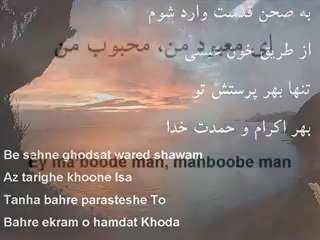 به صحن قدست وارد شوم
ای معبود من، محبوب من
از طریق خون عیسی
تنها بهر پرستش تو
بهر اکرام و حمدت خدا
Be sahne ghodsat wared shawam
Ey ma boode man, mahboobe man
Az tarighe khoone Isa
Tanha bahre parasteshe To
Bahre ekram o hamdat Khoda